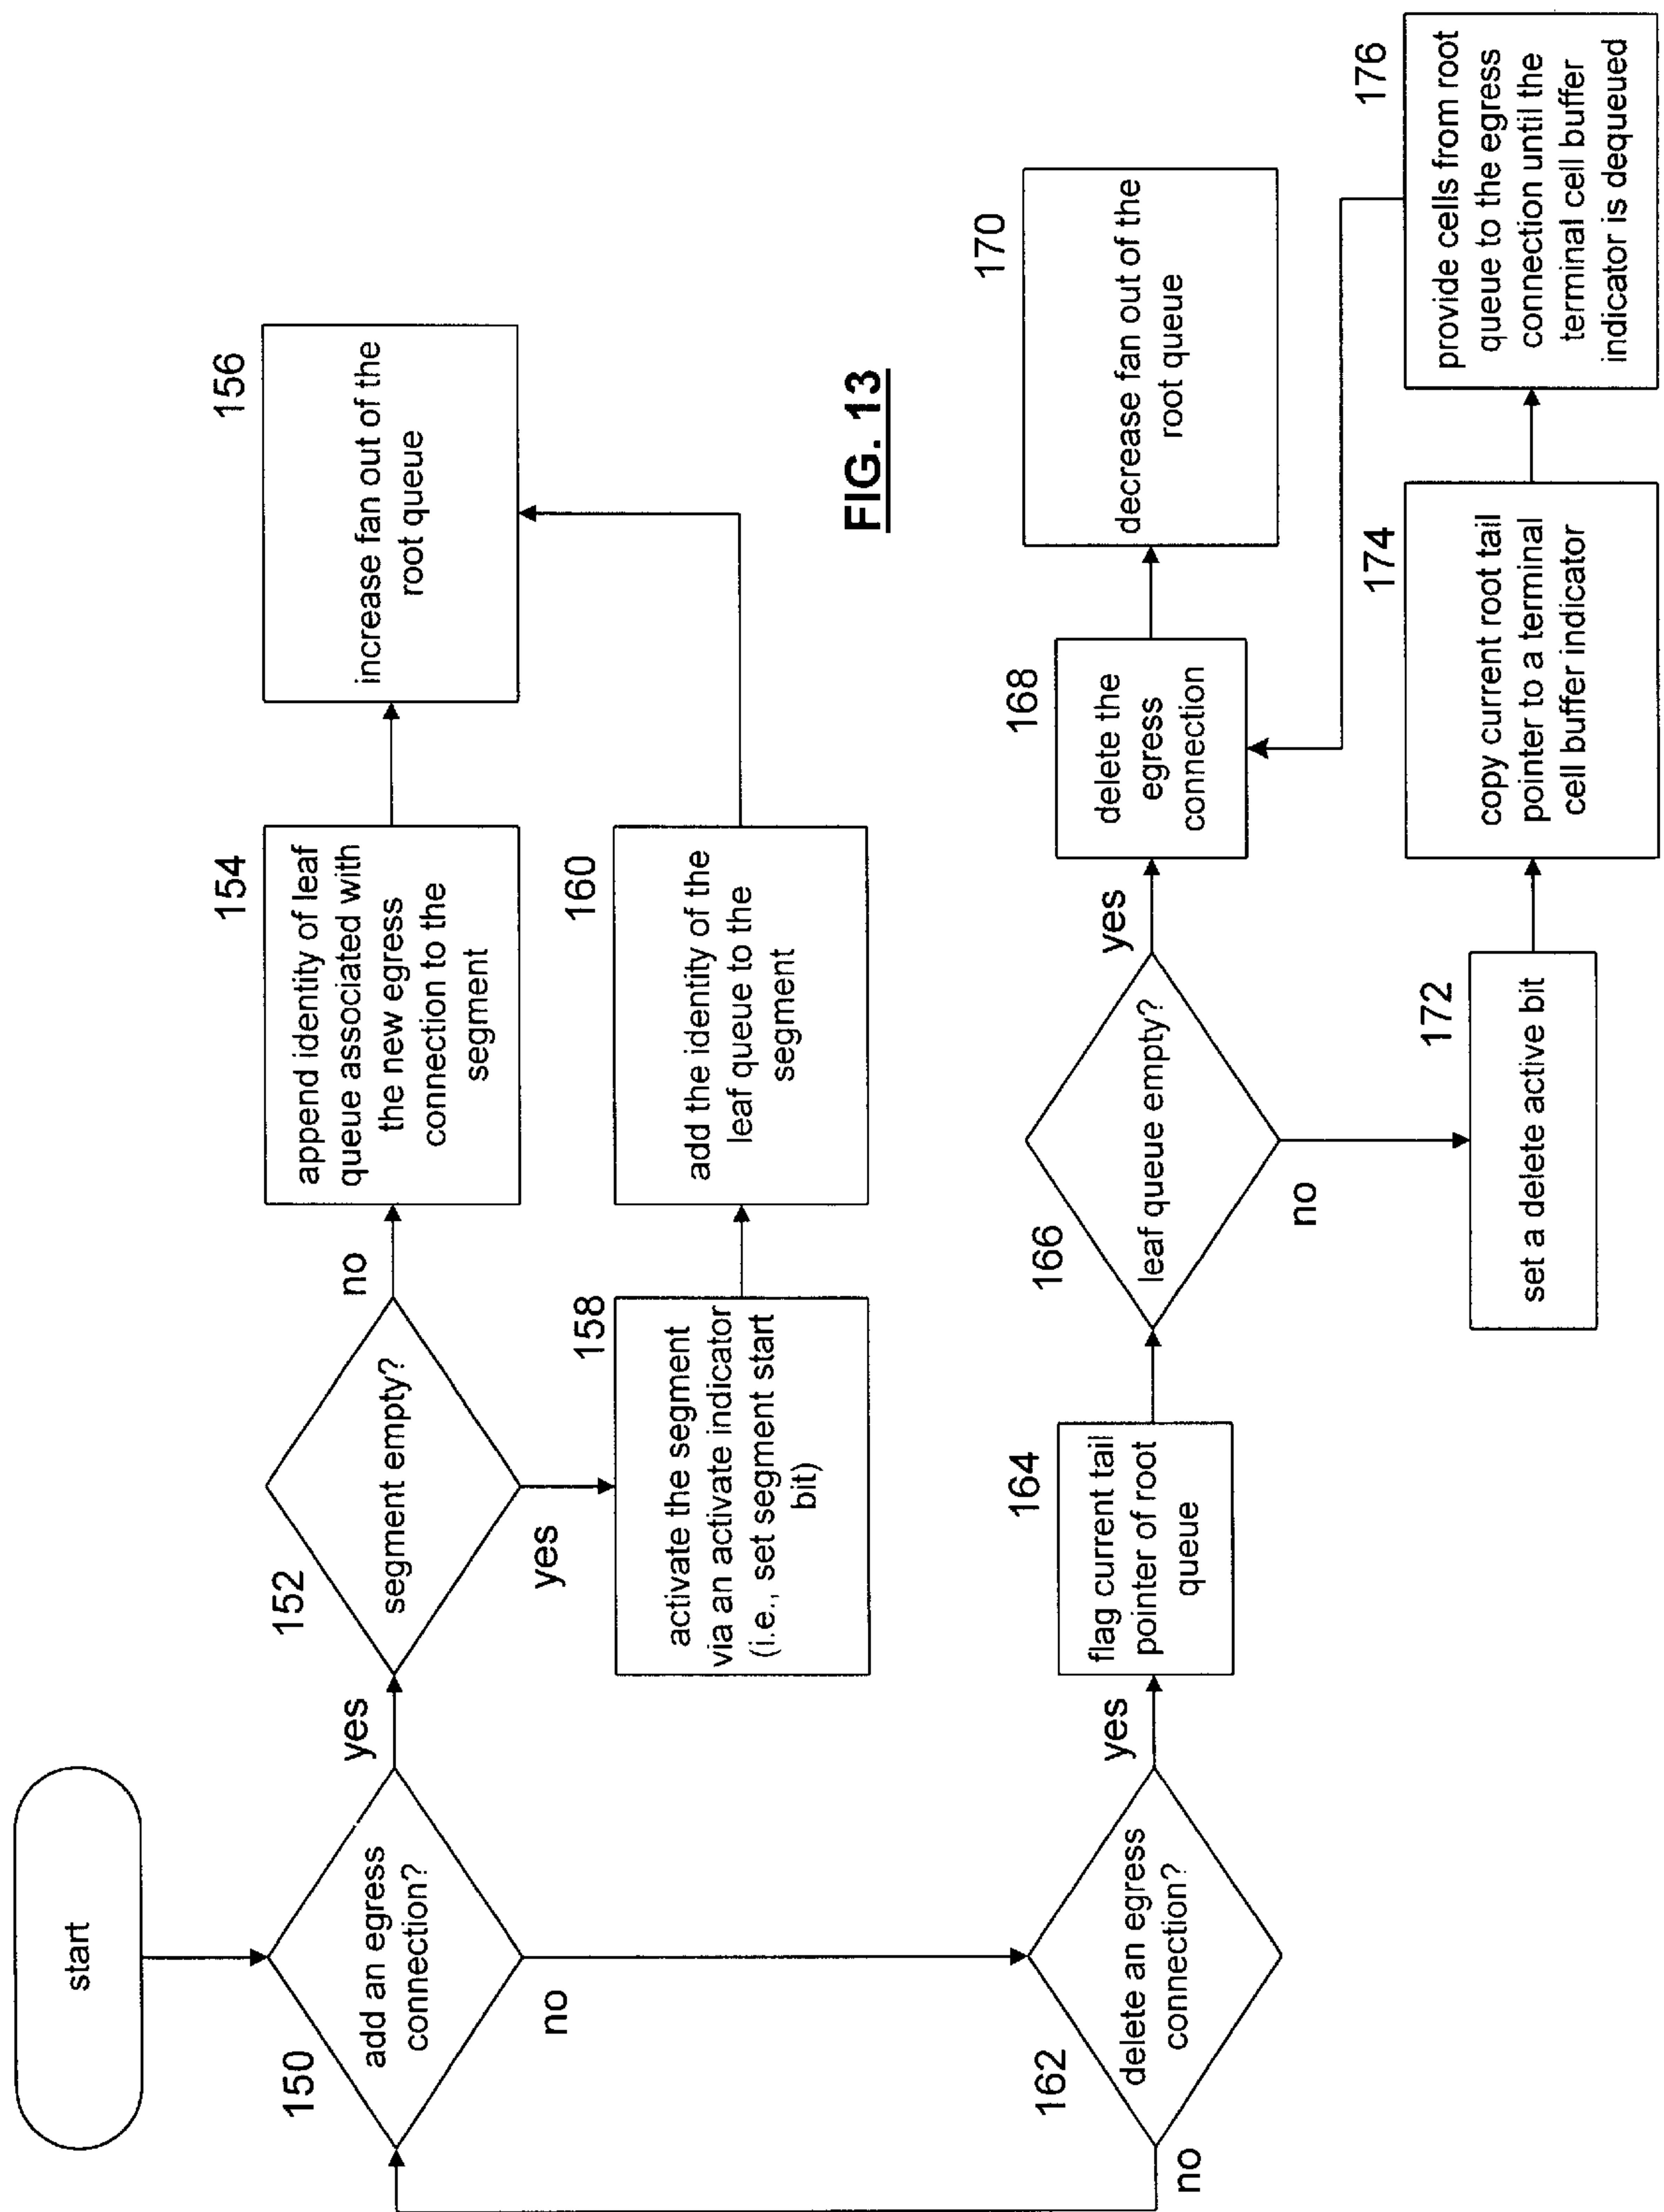 start
150
add an egress
connection?
yes
no
152
segment empty?
no
yes
154
append identity of leaf
queue associated with
the new egress
connection to the
segment
156
increase fan out of the
root queue
158
activate the segment
via an activate indicator
(i.e., set segment start
bit)
160
add the identity of the
leaf queue to the
segment
162
delete an egress
connection?
no
yes
164
flag current tail
pointer of root
queue
166
leaf queue empty?
yes
no
168
delete the
egress
connection
170
decrease fan out of the
root queue
172
set a delete active bit
174
copy current root tail
pointer to a terminal
cell buffer indicator
176
provide cells from root
queue to the egress
connection until the
terminal cell buffer
indicator is dequeued
FIG. 13